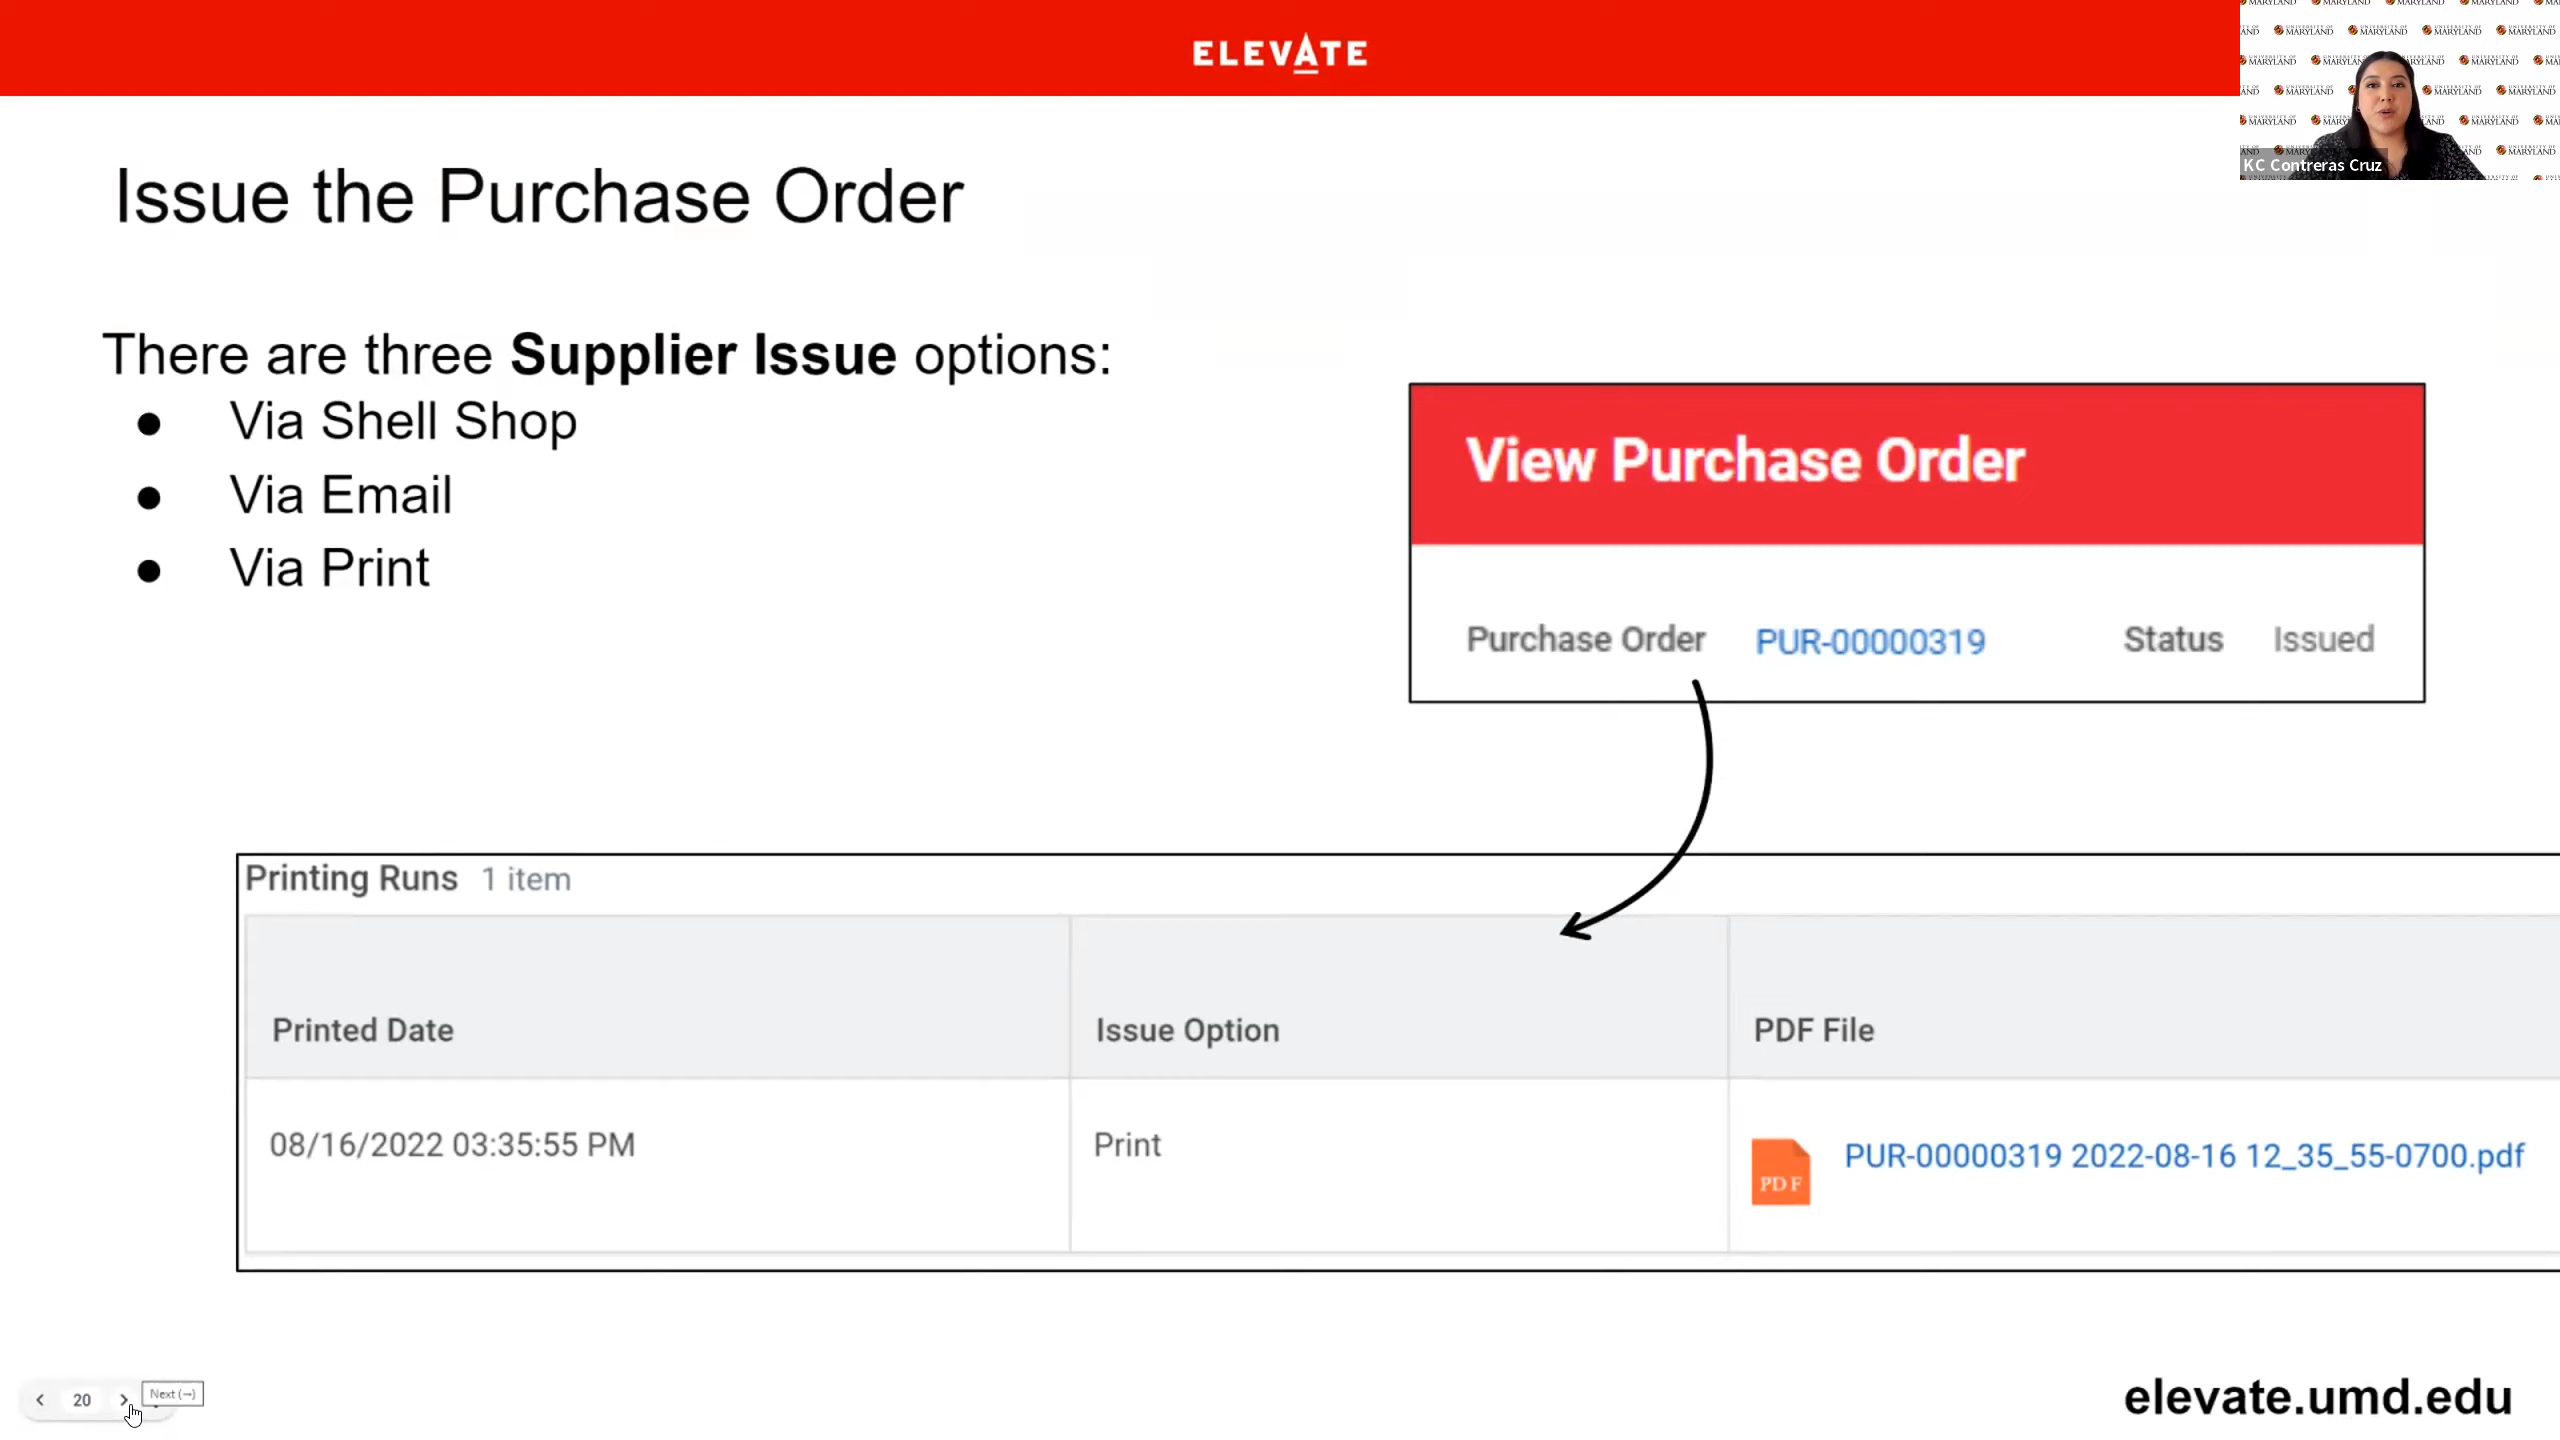 ELEVATE
KC Contreras Cruz
Issue the Purchase Order
There are three Supplier Issue options:
● Via Shell Shop
● Via Email
● Via Print
View Purchase Order
Purchase Order PUR-00000319 Status Issued
Printing Runs 1 item
Printed Date Issue Option PDF File
08/16/2022 03:35:55 PM Print PDF PUR-00000319 2022-08-16 12_35_55-0700.pdf
20 Next (→)
elevate.umd.edu
UNIVERSITY OF
MARYLAND